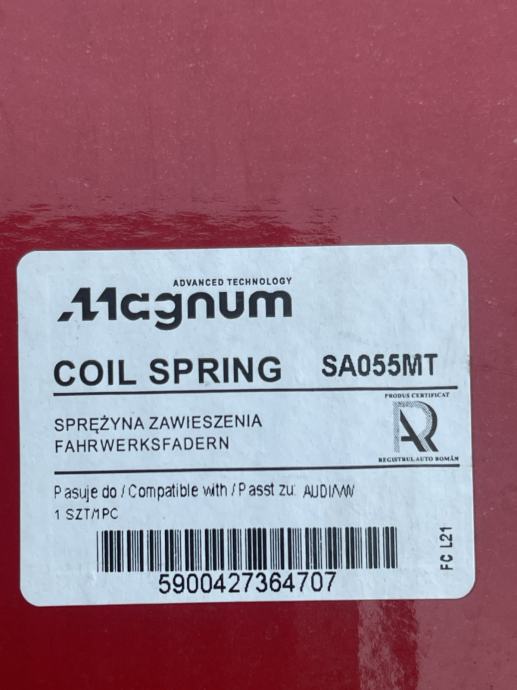 ADVANCED TECHNOLOGY
Magnum
COIL SPRING SA055MT
PRODUS CERTIFICAT
SPRĘŻYNA ZAWIESZENIA
FAHRWERKSFADERN
AR
REGISTRUL AUTO ROMÂN
Pasuje do / Compatible with / Passt zu: AUDI/VW
1 SZT/1PC
5900427364707
FC L21